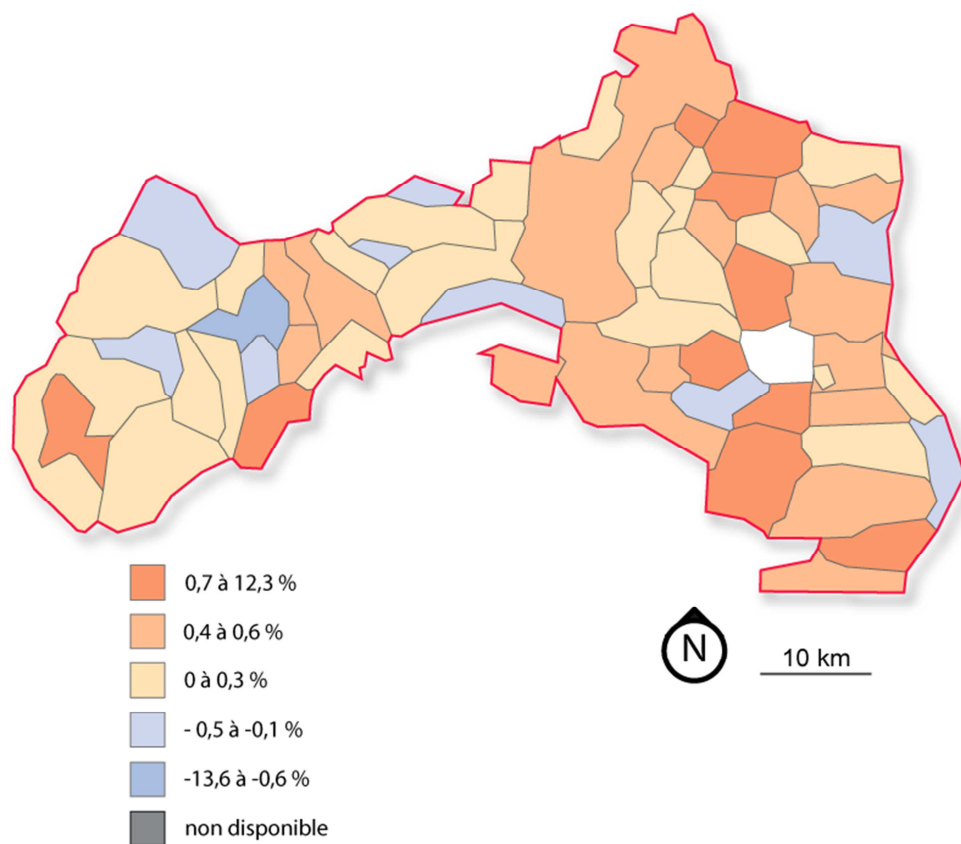 0,7 à 12,3 %
0,4 à 0,6 %
0 à 0,3 %
- 0,5 à -0,1 %
-13,6 à -0,6 %
non disponible
N
10 km